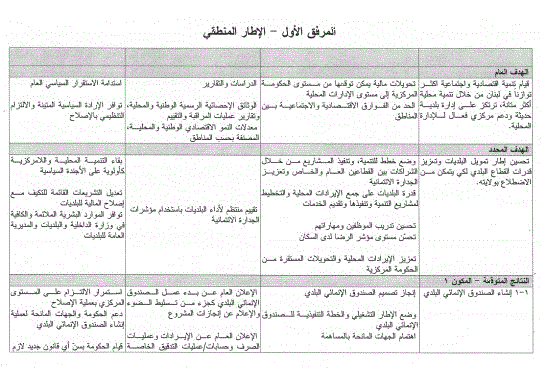 المرفق الأول – الإطار المنطقي
الهدف العام
قيام تنمية اقتصادية واجتماعية أكثر
توازناً في لبنان من خلال تنمية محلية
أكثر متانة، ترتكز على إدارة بلدية
حديثة ودعم مركزي فعال للإدارة
المحلية.
تحويلات مالية يمكن توقعها من مستوى الحكومة
المركزية إلى مستوى الإدارات المحلية
الحد من الفوارق الاقتصادية والاجتماعية بين
المناطق
الدراسات والتقارير
الوثائق الإحصائية الرسمية الوطنية والمحلية،
وتقارير عمليات المراقبة والتقييم
معدلات النمو الاقتصادي الوطنية والمحلية،
المصنفة بحسب المناطق
استدامة الاستقرار السياسي العام
توافر الإرادة السياسية المتينة والالتزام
التنظيمي بالإصلاح
الهدف المحدد
تحسين إطار تمويل البلديات وتعزيز
قدرات القطاع البلدي لكي يتمكن من
الاضطلاع بولايته.
وضع خطط للتنمية، وتنفيذ المشاريع من خلال
الشراكات بين القطاعين العام والخاص وتعزيز
الجدارة الائتمانية
قدرة البلديات على جمع الإيرادات المحلية والتخطيط
لمشاريع التنمية وتنفيذها وتقديم الخدمات
تحسين تدريب الموظفين ومهاراتهم
تحسّن مستوى مؤشر الرضا لدى السكان
تعزيز الإيرادات المحلية والتحويلات المستقرة من
الحكومة المركزية
تقييم منتظم لأداء البلديات باستخدام مؤشرات
الجدارة الائتمانية
بقاء التنمية المحلية واللامركزية
كأولوية على الأجندة السياسية
تعديل التشريعات القائمة للتكيف مع
إصلاح المالية للبلديات
توافر الموارد البشرية الملائمة والكافية
في وزارة الداخلية والبلديات والمديرية
العامة للبلديات
النتائج المتوقعة – المكون ١
١-١ إنشاء الصندوق الإنمائي البلدي
إنجاز تصميم الصندوق الإنمائي البلدي
وضع الإطار التشغيلي والخطة التنفيذية للصندوق
الإنمائي البلدي
اهتمام الجهات المانحة بالمساهمة
الإعلان العام عن بدء عمل الصندوق
الإنمائي البلدي كجزء من تسليط الضوء
والإعلام عن إنجازات المشروع
الإعلان العام عن الإيرادات وعمليات
الصرف وحسابات/عمليات التدقيق الخاصة
استمرار الالتزام على المستوى
المركزي بعملية الإصلاح
دعم الحكومة والجهات المانحة لعملية
إنشاء الصندوق الإنمائي البلدي
قيام الحكومة بسنّ أي قانون جديد لازم